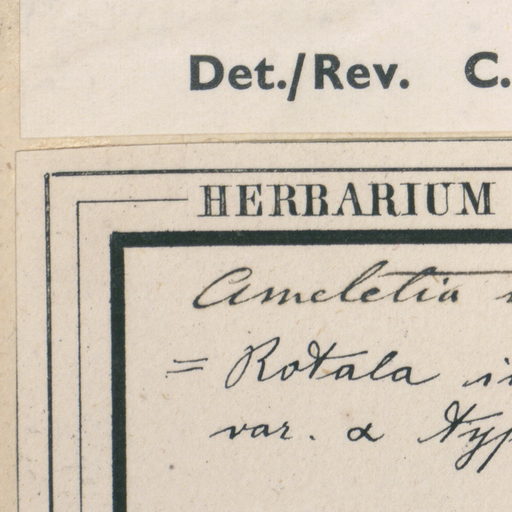 Det./Rev. C.
HERBARIUM
Ameletia
= Rotala
var. α